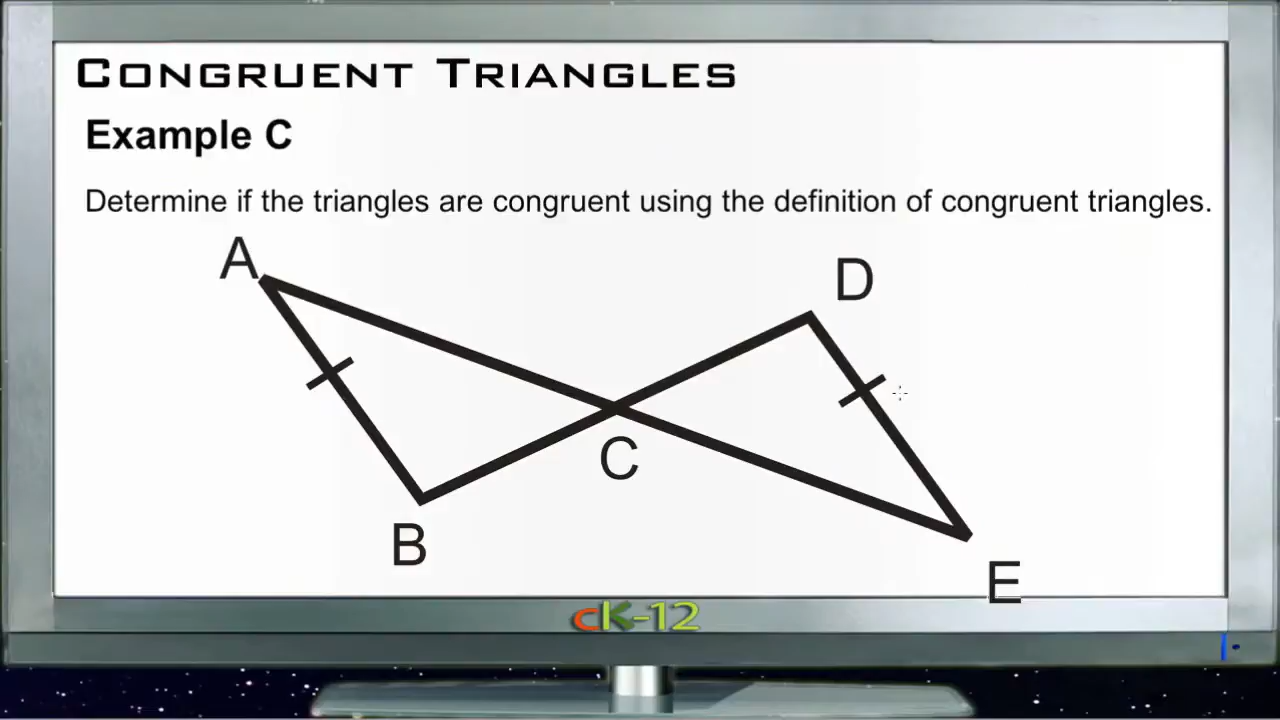 CONGRUENT TRIANGLES
Example C
Determine if the triangles are congruent using the definition of congruent triangles.
A
D
C
B
E
cK-12